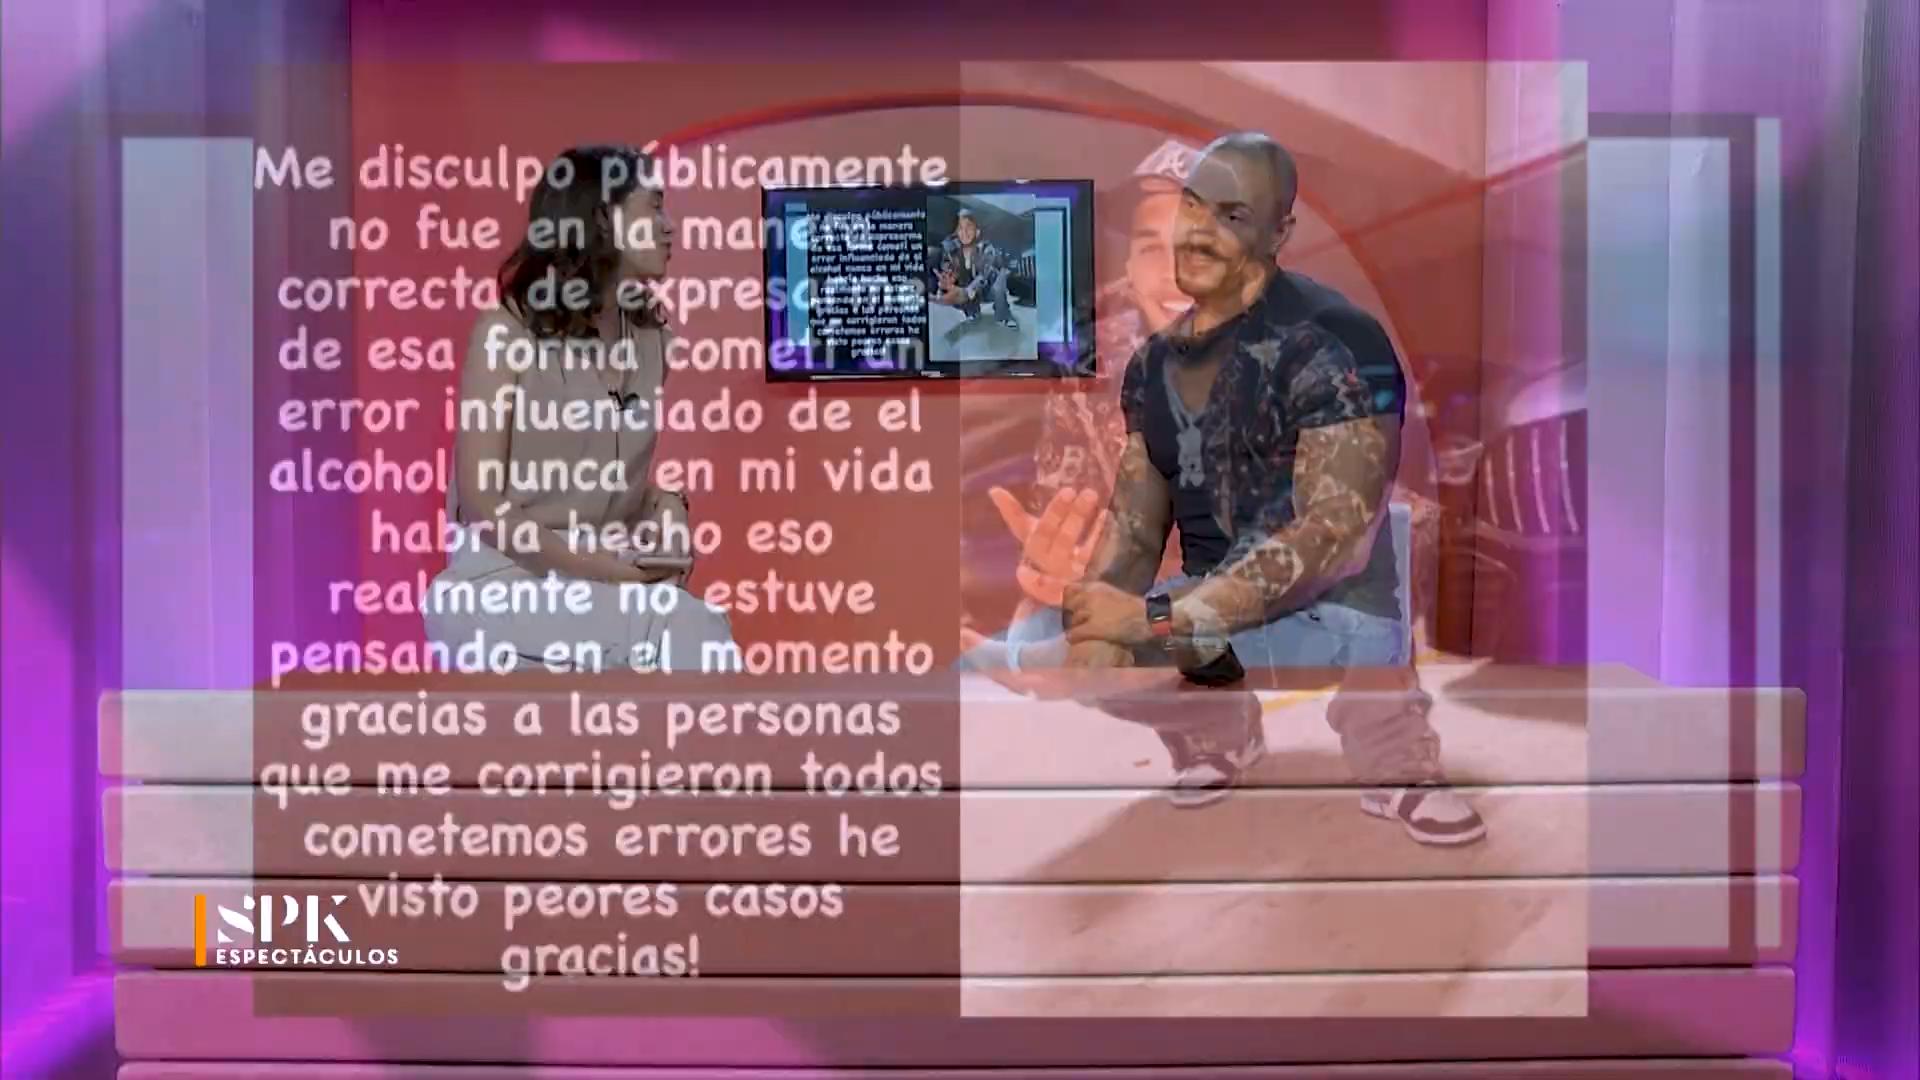 Me disculpo públicamente
no fue en la manera
correcta de expresarme
de esa forma cometí un
error influenciado de el
alcohol nunca en mi vida
habría hecho eso
realmente no estuve
pensando en el momento
gracias a las personas
que me corrigieron todos
cometemos errores he
visto peores casos
gracias!
SPK
ESPECTÁCULOS